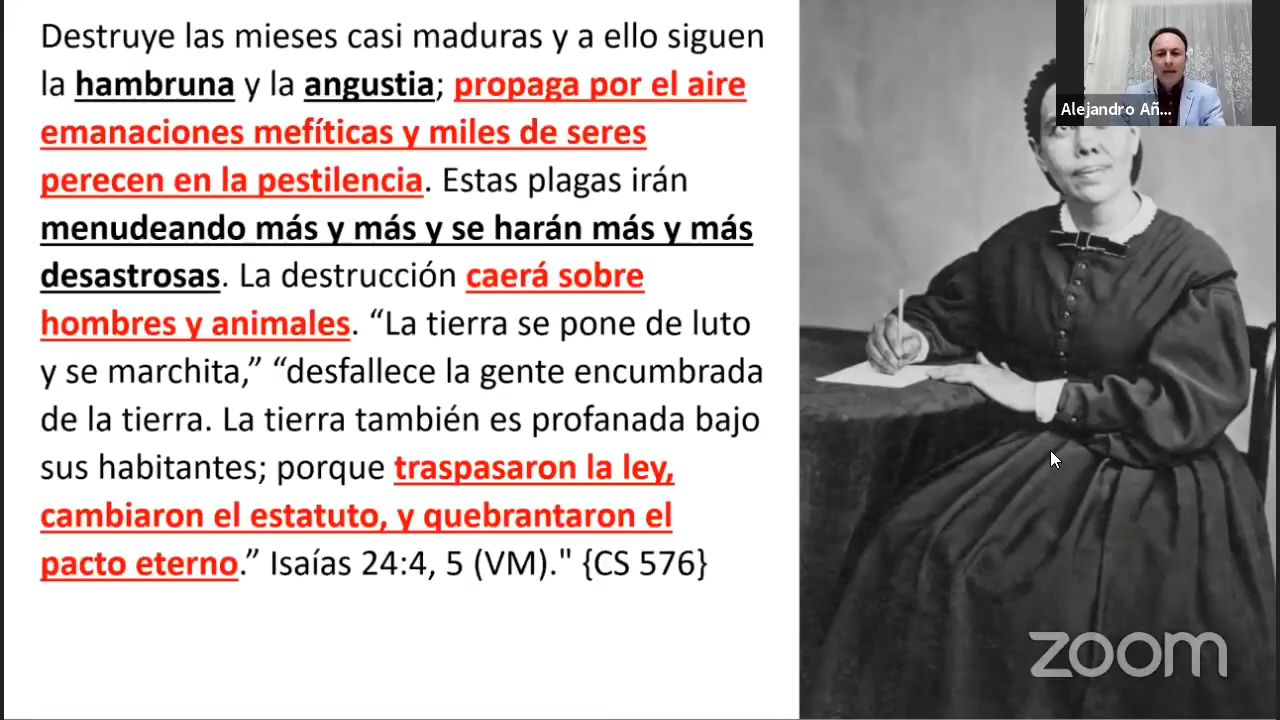 Destruye las mieses casi maduras y a ello siguen
la hambruna y la angustia; propaga por el aire
emanaciones mefíticas y miles de seres
perecen en la pestilencia. Estas plagas irán
menudeando más y más y se harán más y más
desastrosas. La destrucción caerá sobre
hombres y animales. “La tierra se pone de luto
y se marchita,” “desfallece la gente encumbrada
de la tierra. La tierra también es profanada bajo
sus habitantes; porque traspasaron la ley,
cambiaron el estatuto, y quebrantaron el
pacto eterno.” Isaías 24:4, 5 (VM)." {CS 576}
Alejandro Añ...
zoom